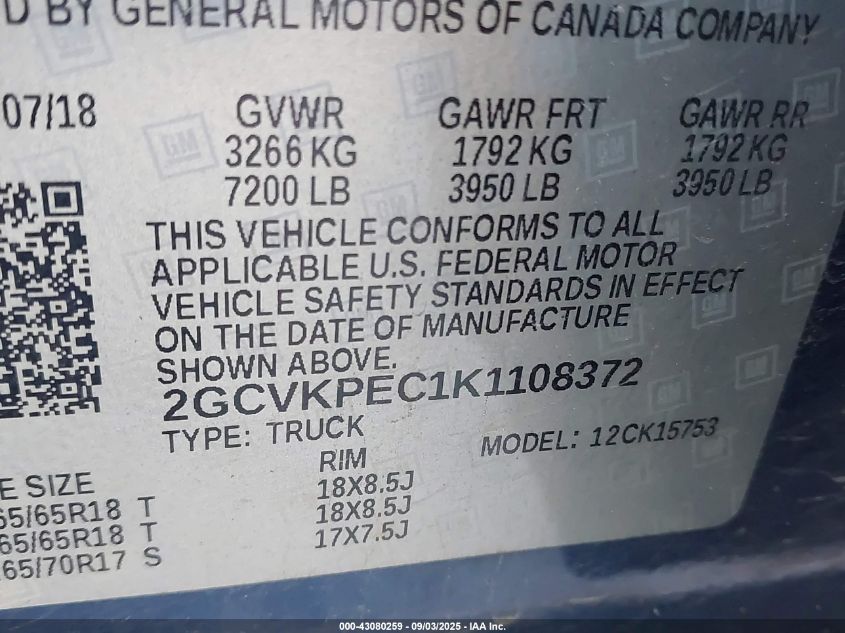 D BY GENERAL MOTORS OF CANADA COMPANY
07/18 GVWR GAWR FRT GAWR RR
3266 KG 1792 KG 1792 KG
7200 LB 3950 LB 3950 LB
THIS VEHICLE CONFORMS TO ALL
APPLICABLE U.S. FEDERAL MOTOR
VEHICLE SAFETY STANDARDS IN EFFECT
ON THE DATE OF MANUFACTURE
SHOWN ABOVE.
2GCVKPEC1K1108372
TYPE: TRUCK MODEL: 12CK15753
E SIZE RIM
65/65R18 T 18X8.5J
65/65R18 T 18X8.5J
65/70R17 S 17X7.5J
GM
000-43080259 - 09/03/2025 - IAA Inc.